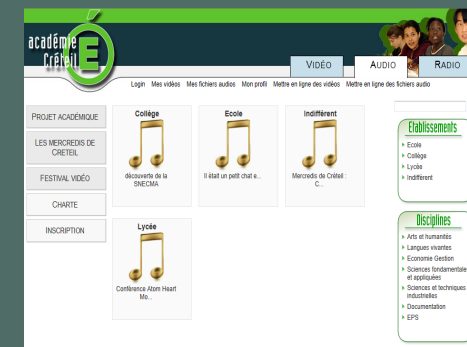 académie
Créteil
É
VIDÉO AUDIO RADIO
Login Mes vidéos Mes fichiers audios Mon profil Mettre en ligne des vidéos Mettre en ligne des fichiers audio
PROJET ACADÉMIQUE
LES MERCREDIS DE
CRETEIL
FESTIVAL VIDÉO
CHARTE
INSCRIPTION
Collège
découverte de la
SNECMA
Ecole
Il était un petit chat e...
Indifférent
Mercredis de Créteil :
C...
Lycée
Conférence Atom Heart
Mo...
Etablissements
Ecole
Collège
Lycée
Indifférent
Disciplines
Arts et humanités
Langues vivantes
Economie Gestion
Sciences fondamentale
et appliquées
Sciences et techniques
industrielles
Documentation
EPS